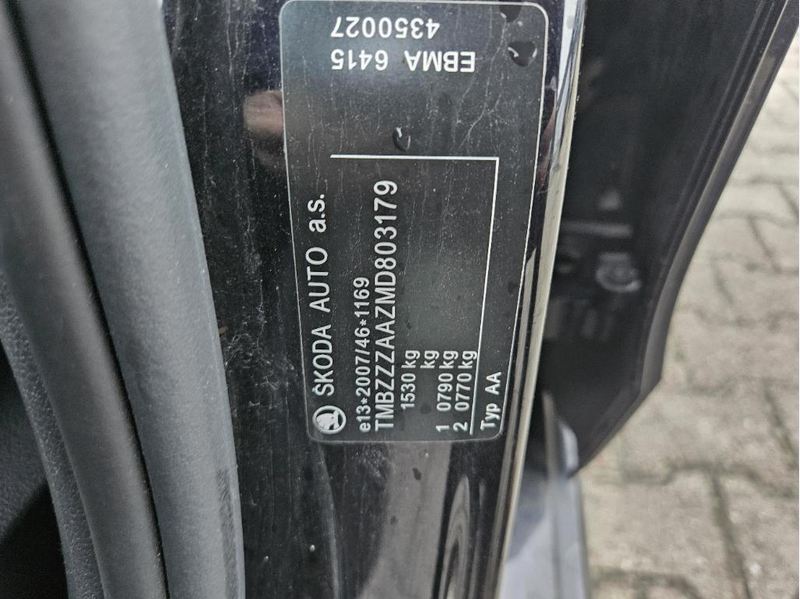 ŠKODA AUTO a.s.
e13*2007/46*1169
TMBZZZAAZMD803179
1530 kg
kg
1 0790 kg
2 0770 kg
Typ AA
EBMA 6415
4350027